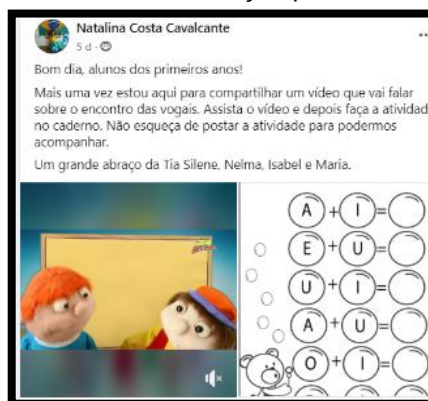 Natalina Costa Cavalcante
5 d ·
Bom dia, alunos dos primeiros anos!
Mais uma vez estou aqui para compartilhar um vídeo que vai falar
sobre o encontro das vogais. Assista o vídeo e depois faça a atividad
no caderno. Não esqueça de postar a atividade para podermos
acompanhar.
Um grande abraço da Tia Silene, Nelma, Isabel e Maria.
A + I =
E + U =
U + I =
A + U =
O + I =